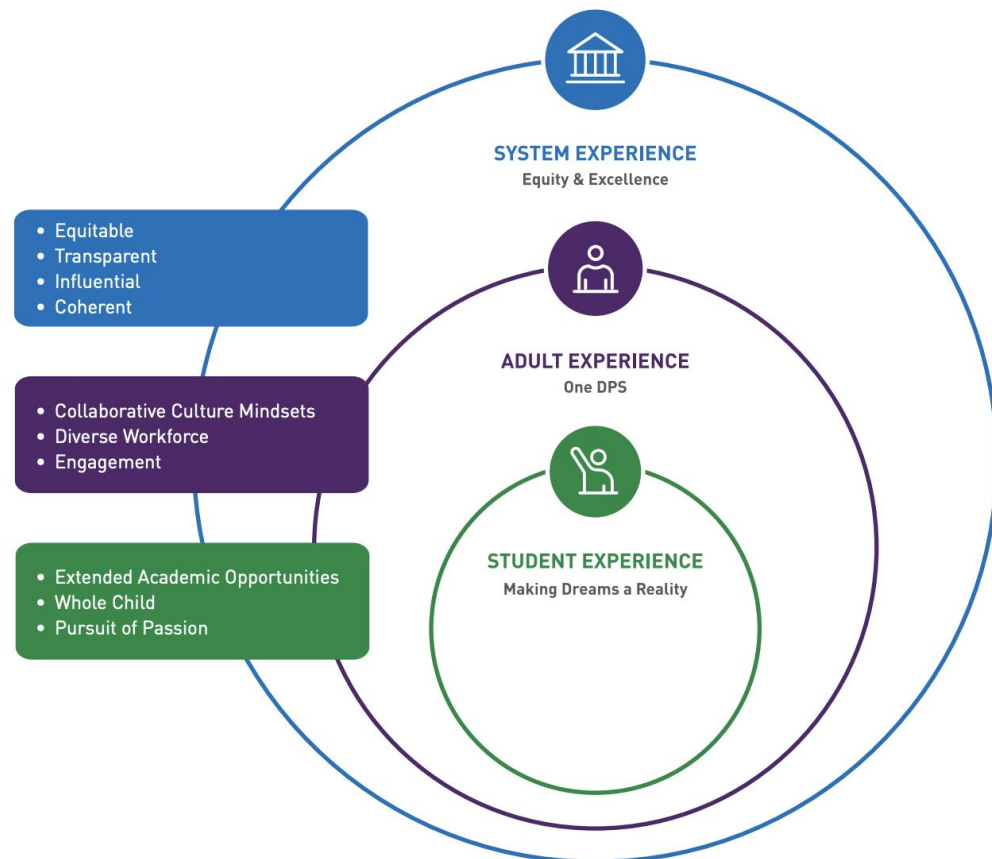 SYSTEM EXPERIENCE
Equity & Excellence
• Equitable
• Transparent
• Influential
• Coherent
ADULT EXPERIENCE
One DPS
• Collaborative Culture Mindsets
• Diverse Workforce
• Engagement
STUDENT EXPERIENCE
Making Dreams a Reality
• Extended Academic Opportunities
• Whole Child
• Pursuit of Passion